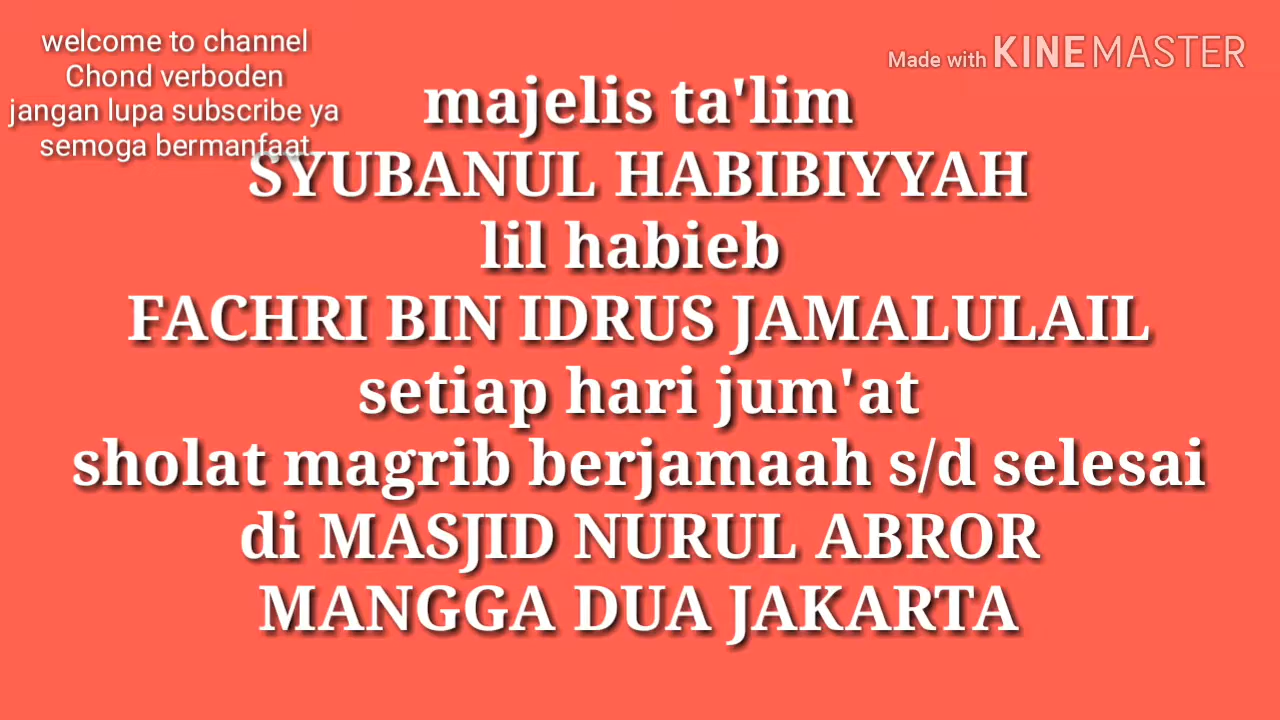 welcome to channel
Chond verboden
jangan lupa subscribe ya
semoga bermanfaat
Made with KINEMASTER
majelis ta'lim
SYUBANUL HABIBIYYAH
lil habieb
FACHRI BIN IDRUS JAMALULAIL
setiap hari jum'at
sholat magrib berjamaah s/d selesai
di MASJID NURUL ABROR
MANGGA DUA JAKARTA